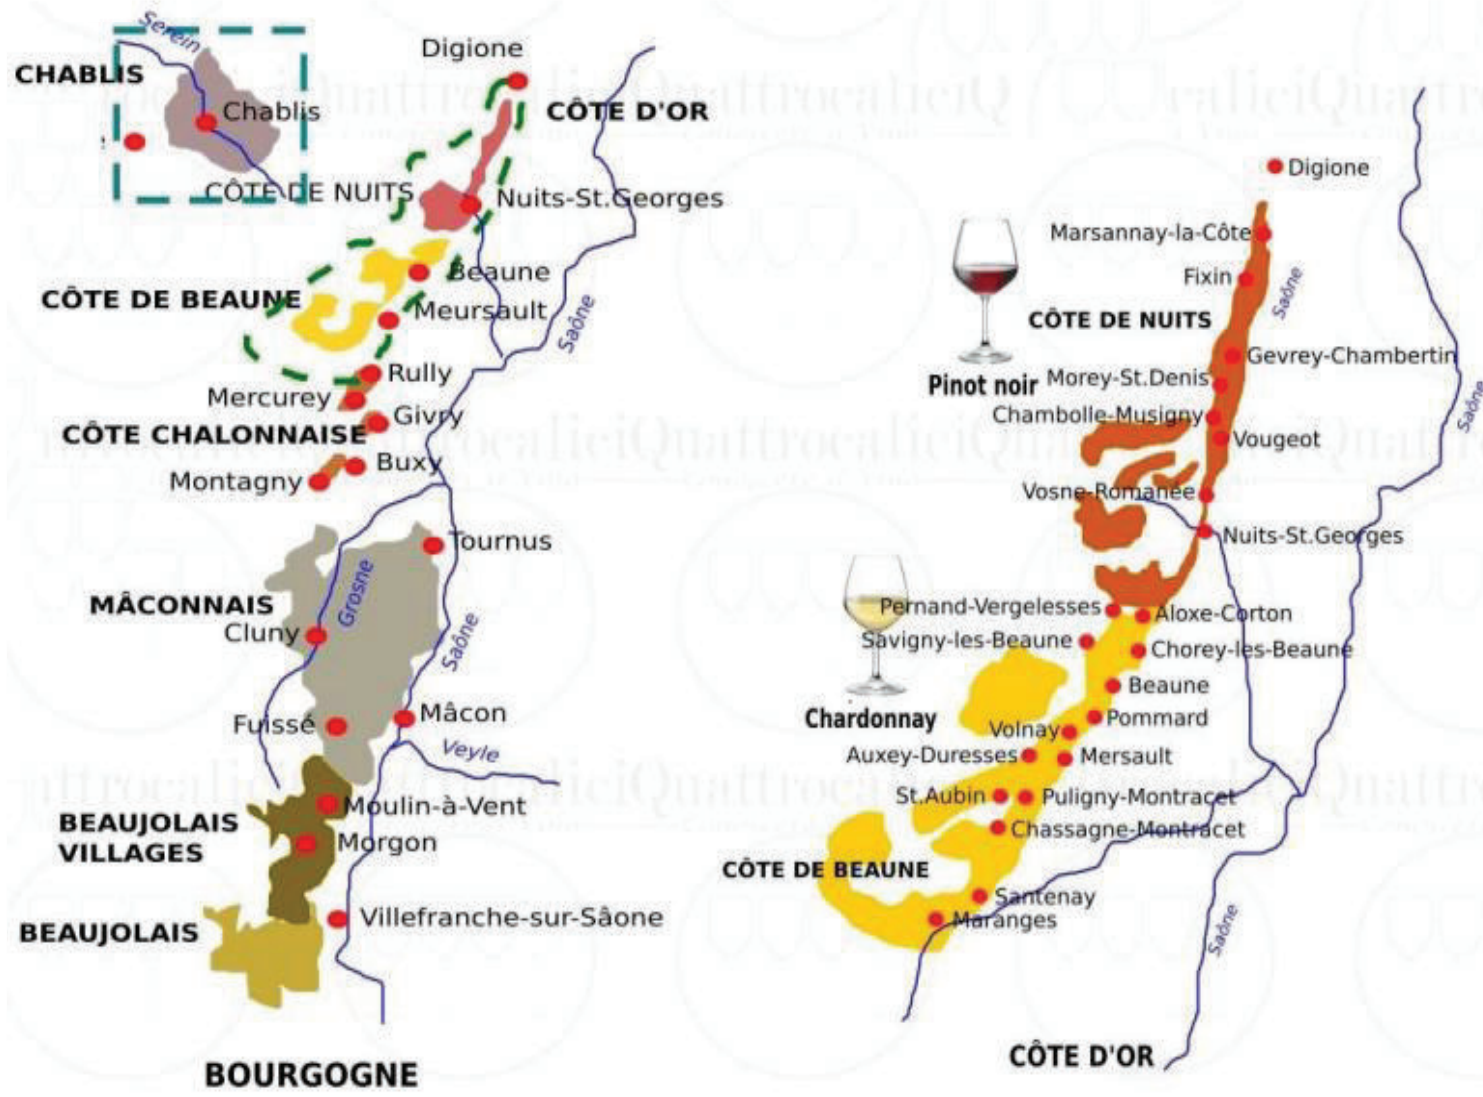 Serein
CHABLIS
Chablis
Digione
CÔTE D'OR
CÔTE DE NUITS
Nuits-St.Georges
Beaune
CÔTE DE BEAUNE
Meursault
Saône
Rully
Mercurey
Givry
CÔTE CHALONNAISE
Buxy
Montagny
Tournus
Grosne
MÂCONNAIS
Cluny
Saône
Fuissé
Mâcon
Veyle
Moulin-à-Vent
BEAUJOLAIS
VILLAGES
Morgon
Villefranche-sur-Sâone
BEAUJOLAIS
BOURGOGNE
Digione
Marsannay-la-Côte
Fixin
Saône
CÔTE DE NUITS
Gevrey-Chambertin
Pinot noir
Morey-St.Denis
Saône
Chambolle-Musigny
Vougeot
Vosne-Romanée
Nuits-St.Georges
Pernand-Vergelesses
Aloxe-Corton
Savigny-les-Beaune
Chorey-les-Beaune
Beaune
Chardonnay
Pommard
Volnay
Auxey-Duresses
Mersault
St.Aubin
Puligny-Montracet
Chassagne-Montracet
CÔTE DE BEAUNE
Santenay
Maranges
Saône
CÔTE D'OR
QuattrocaliciQuattrocaliciQ
QuattrocaliciQuattrocalici
QuattrocaliciQuattrocalici